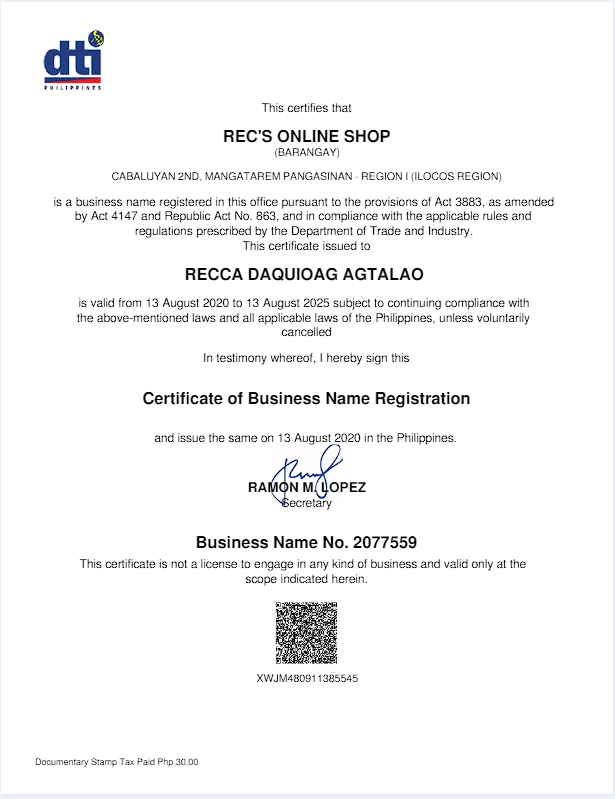 dti
PHILIPPINES
This certifies that
REC'S ONLINE SHOP
(BARANGAY)
CABALUYAN 2ND, MANGATAREM PANGASINAN - REGION I (ILOCOS REGION)
is a business name registered in this office pursuant to the provisions of Act 3883, as amended
by Act 4147 and Republic Act No. 863, and in compliance with the applicable rules and
regulations prescribed by the Department of Trade and Industry.
This certificate issued to
RECCA DAQUIOAG AGTALAO
is valid from 13 August 2020 to 13 August 2025 subject to continuing compliance with
the above-mentioned laws and all applicable laws of the Philippines, unless voluntarily
cancelled
In testimony whereof, I hereby sign this
Certificate of Business Name Registration
and issue the same on 13 August 2020 in the Philippines.
RAMON M. LOPEZ
Secretary
Business Name No. 2077559
This certificate is not a license to engage in any kind of business and valid only at the
scope indicated herein.
XWJM480911385545
Documentary Stamp Tax Paid Php 30.00